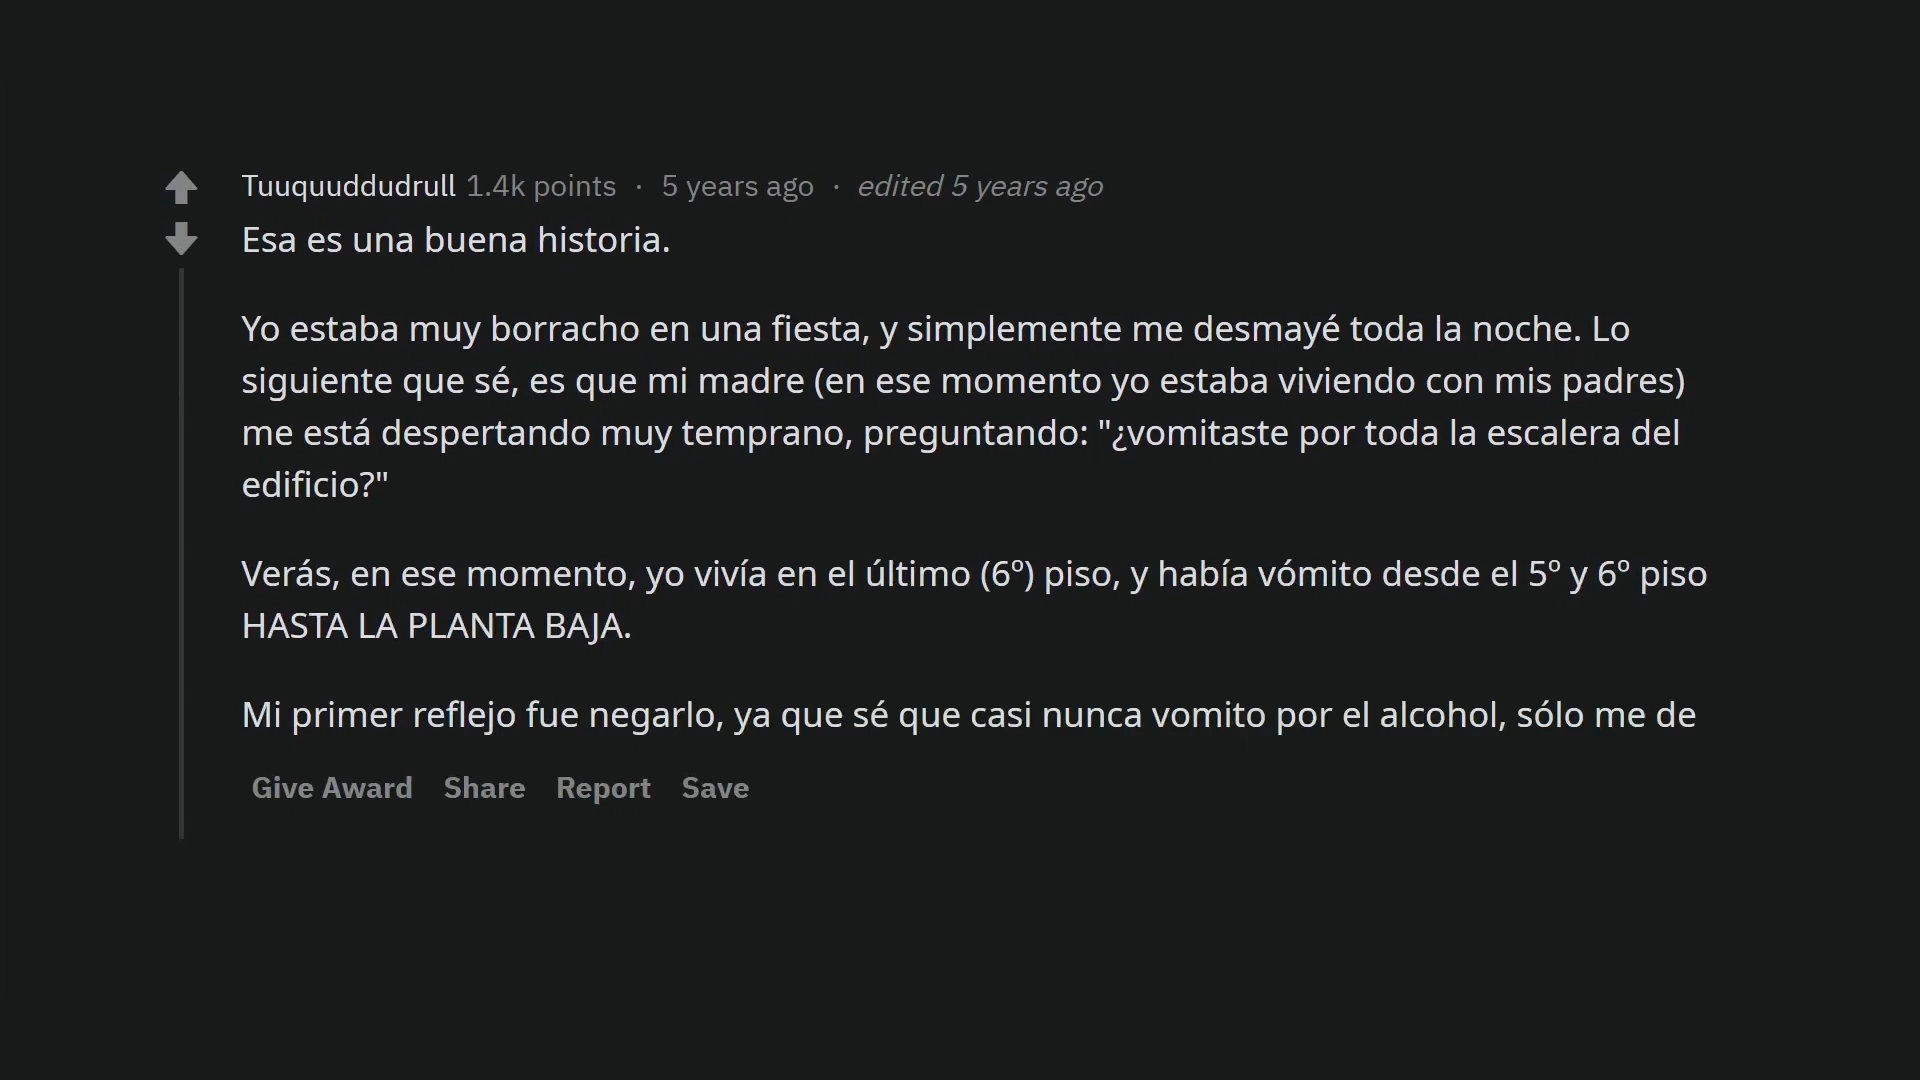 Tuuquuddudrull 1.4k points · 5 years ago · edited 5 years ago
Esa es una buena historia.
Yo estaba muy borracho en una fiesta, y simplemente me desmayé toda la noche. Lo
siguiente que sé, es que mi madre (en ese momento yo estaba viviendo con mis padres)
me está despertando muy temprano, preguntando: "¿vomitaste por toda la escalera del
edificio?"
Verás, en ese momento, yo vivía en el último (6º) piso, y había vómito desde el 5º y 6º piso
HASTA LA PLANTA BAJA.
Mi primer reflejo fue negarlo, ya que sé que casi nunca vomito por el alcohol, sólo me de
Give Award Share Report Save